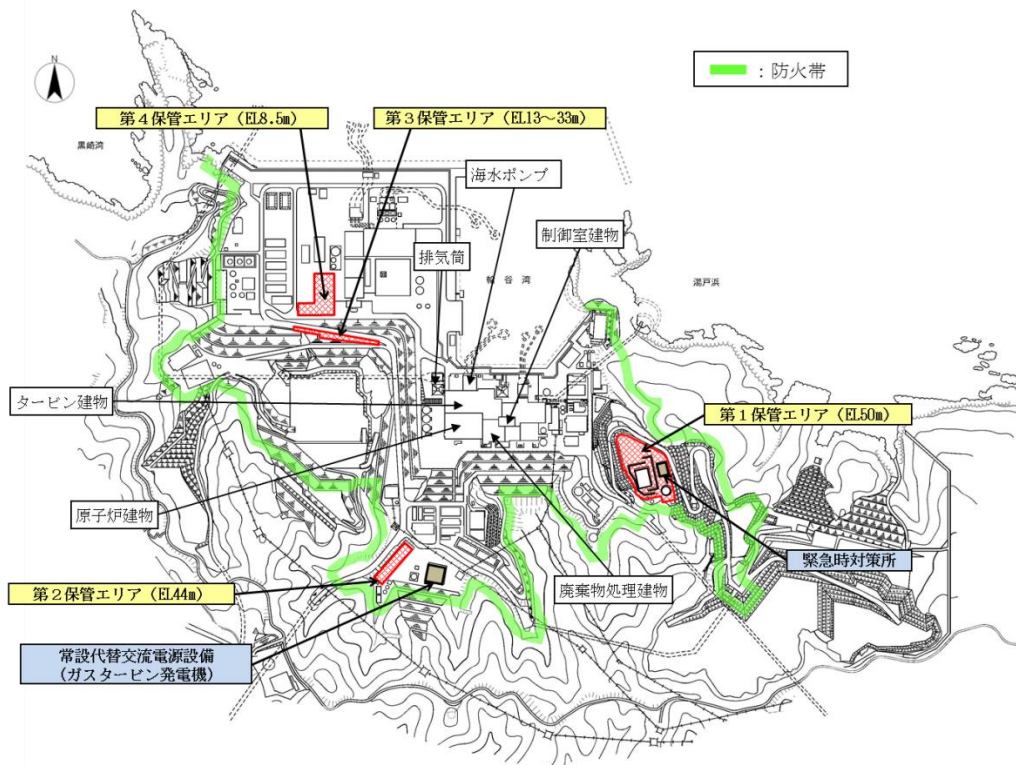 N
：防火帯
第４保管エリア（EL8.5m）
第３保管エリア（EL13～33m）
黒崎湾
海水ポンプ
制御室建物
排気筒
輪谷湾
湯戸浜
タービン建物
第１保管エリア（EL50m）
原子炉建物
緊急時対策所
第２保管エリア（EL44m）
廃棄物処理建物
常設代替交流電源設備
（ガスタービン発電機）